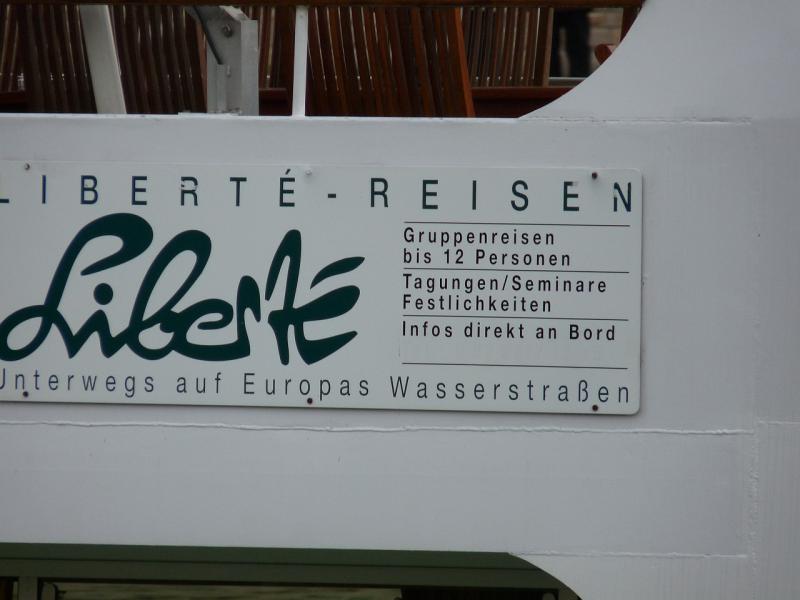 LIBERTÉ-REISEN
Liberté
Gruppenreisen
bis 12 Personen
Tagungen/Seminare
Festlichkeiten
Infos direkt an Bord
Unterwegs auf Europas Wasserstraßen